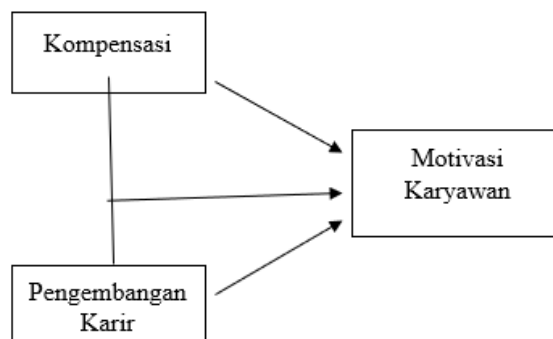 Kompensasi
Motivasi
Karyawan
Pengembangan
Karir